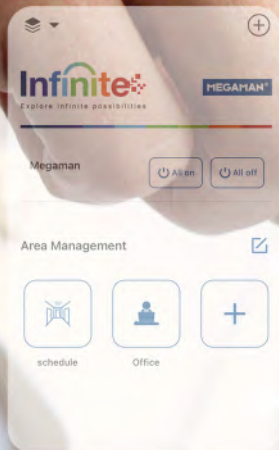 Infinite
MEGAMAN®
Explore infinite possibilities
Megaman
All on
All off
Area Management
schedule
Office